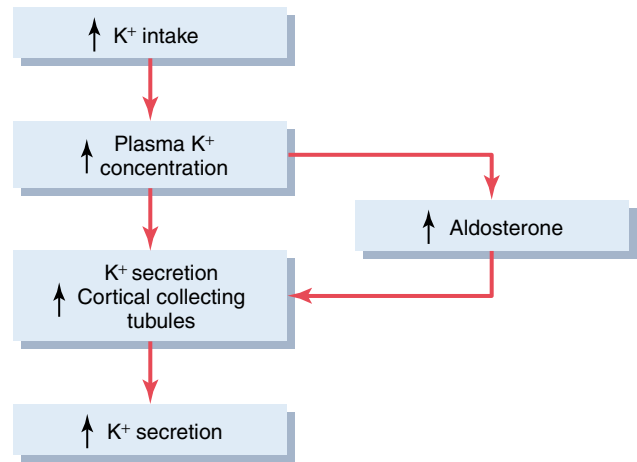 K⁺ intake
Plasma K⁺
concentration
Aldosterone
K⁺ secretion
Cortical collecting
tubules
K⁺ secretion